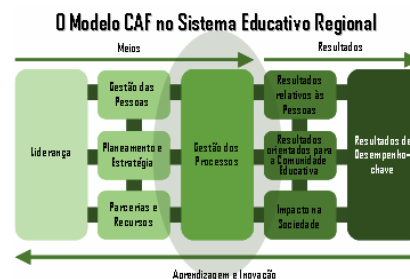 O Modelo CAF no Sistema Educativo Regional
Meios
Resultados
Liderança
Gestão das
Pessoas
Planeamento e
Estratégia
Parcerias e
Recursos
Gestão dos
Processos
Resultados
relativos às
Pessoas
Resultados
orientados para
a Comunidade
Educativa
Impacto na
Sociedade
Resultados de
Desempenho-
chave
Aprendizagem e Inovação